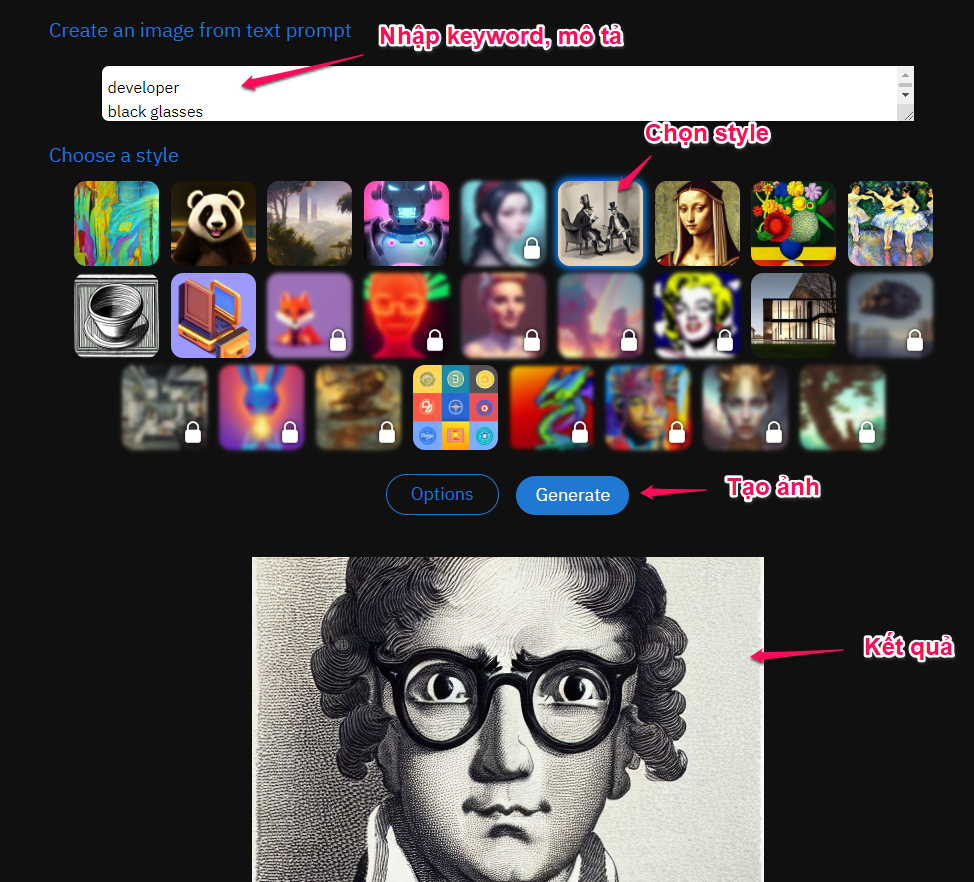 Create an image from text prompt
Nhập keyword, mô tả
developer
black glasses
Chọn style
Choose a style
Options
Generate
Tạo ảnh
Kết quả